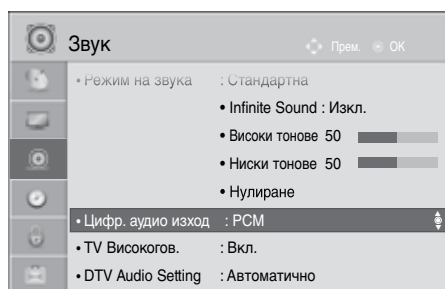 Звук Прем. OK
• Режим на звука : Стандартна
• Infinite Sound : Изкл.
• Високи тонове 50
• Ниски тонове 50
• Нулиране
• Цифр. аудио изход : PCM
• TV Високогов. : Вкл.
• DTV Audio Setting : Автоматично